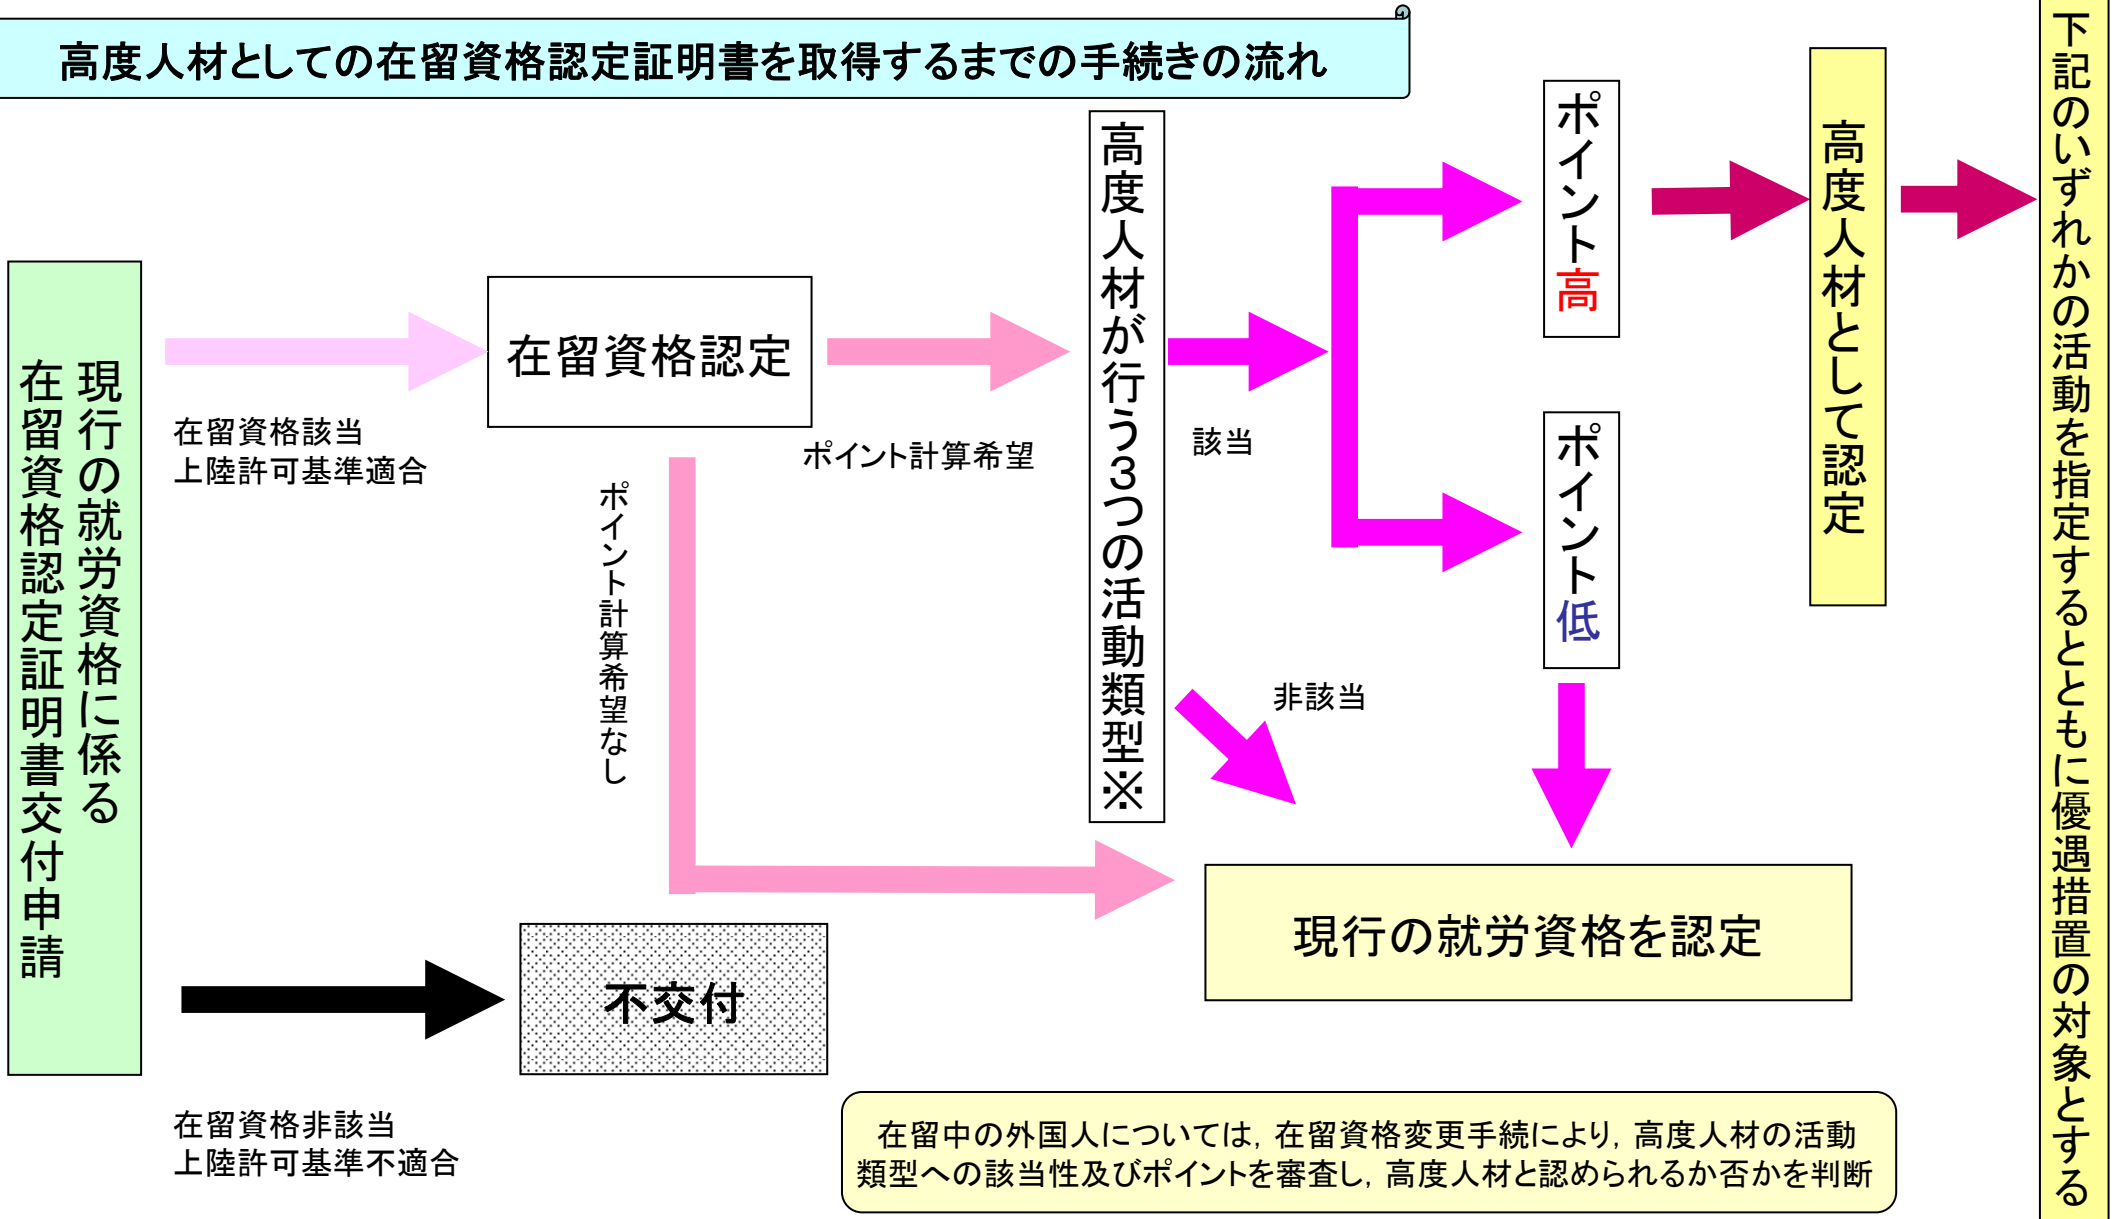 高度人材としての在留資格認定証明書を取得するまでの手続きの流れ
現行の就労資格に係る
在留資格認定証明書交付申請
在留資格該当
上陸許可基準適合
在留資格認定
ポイント計算希望
ポイント計算希望なし
高度人材が行う3つの活動類型※
該当
非該当
ポイント高
ポイント低
高度人材として認定
下記のいずれかの活動を指定するとともに優遇措置の対象とする
現行の就労資格を認定
不交付
在留資格非該当
上陸許可基準不適合
在留中の外国人については，在留資格変更手続により，高度人材の活動
類型への該当性及びポイントを審査し，高度人材と認められるか否かを判断